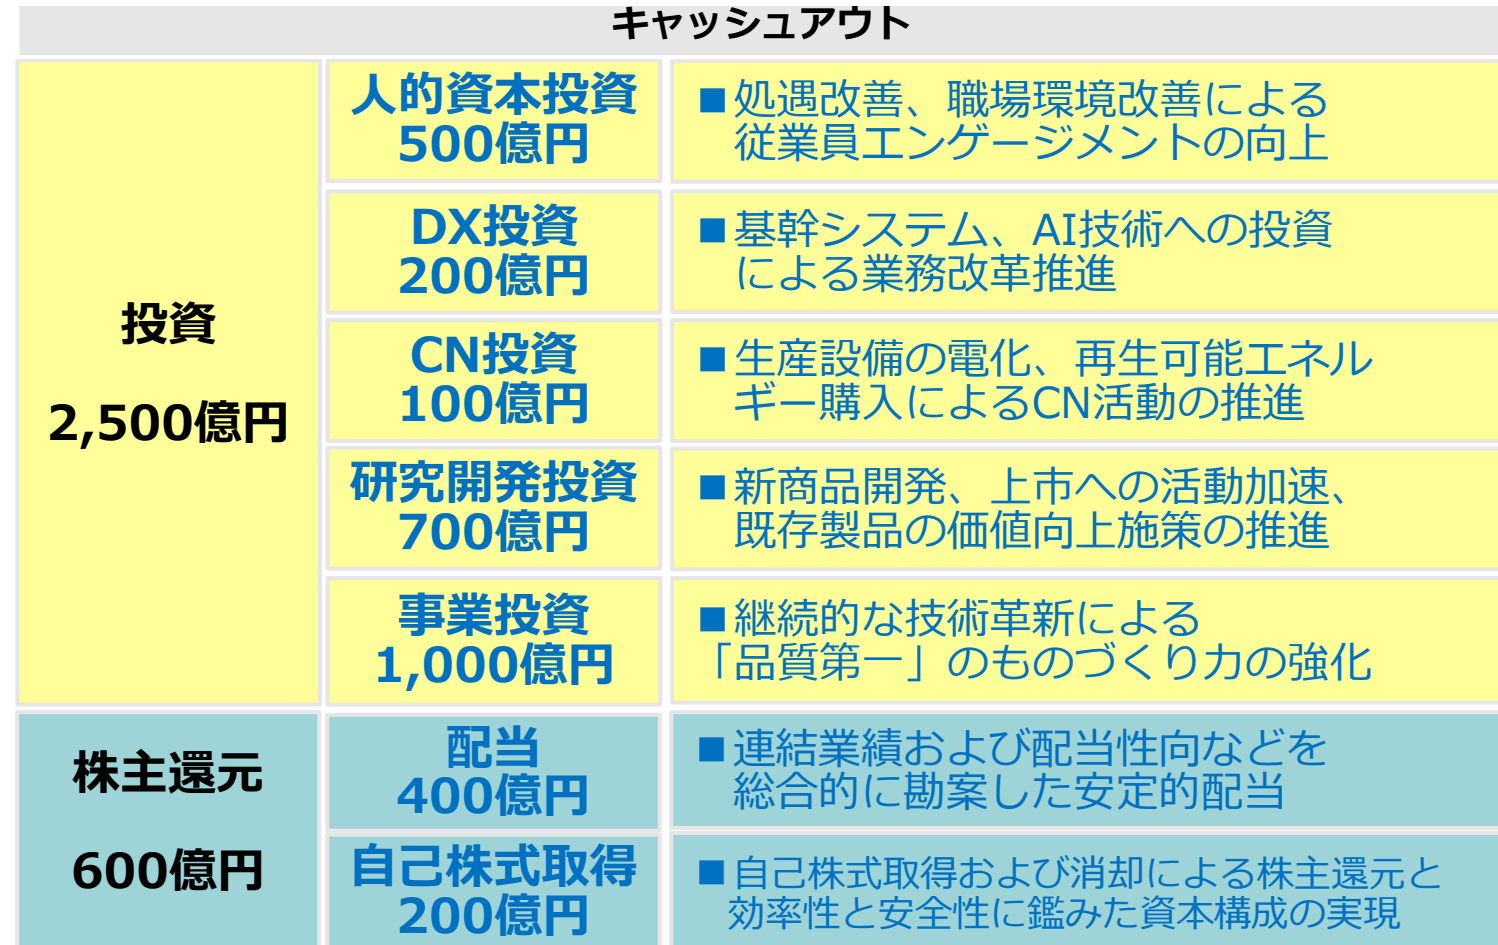 キャッシュアウト
投資
2,500億円
人的資本投資
500億円
■処遇改善、職場環境改善による
従業員エンゲージメントの向上
DX投資
200億円
■基幹システム、AI技術への投資
による業務改革推進
CN投資
100億円
■生産設備の電化、再生可能エネル
ギー購入によるCN活動の推進
研究開発投資
700億円
■新商品開発、上市への活動加速、
既存製品の価値向上施策の推進
事業投資
1,000億円
■継続的な技術革新による
「品質第一」のものづくり力の強化
株主還元
600億円
配当
400億円
■連結業績および配当性向などを
総合的に勘案した安定的配当
自己株式取得
200億円
■自己株式取得および消却による株主還元と
効率性と安全性に鑑みた資本構成の実現